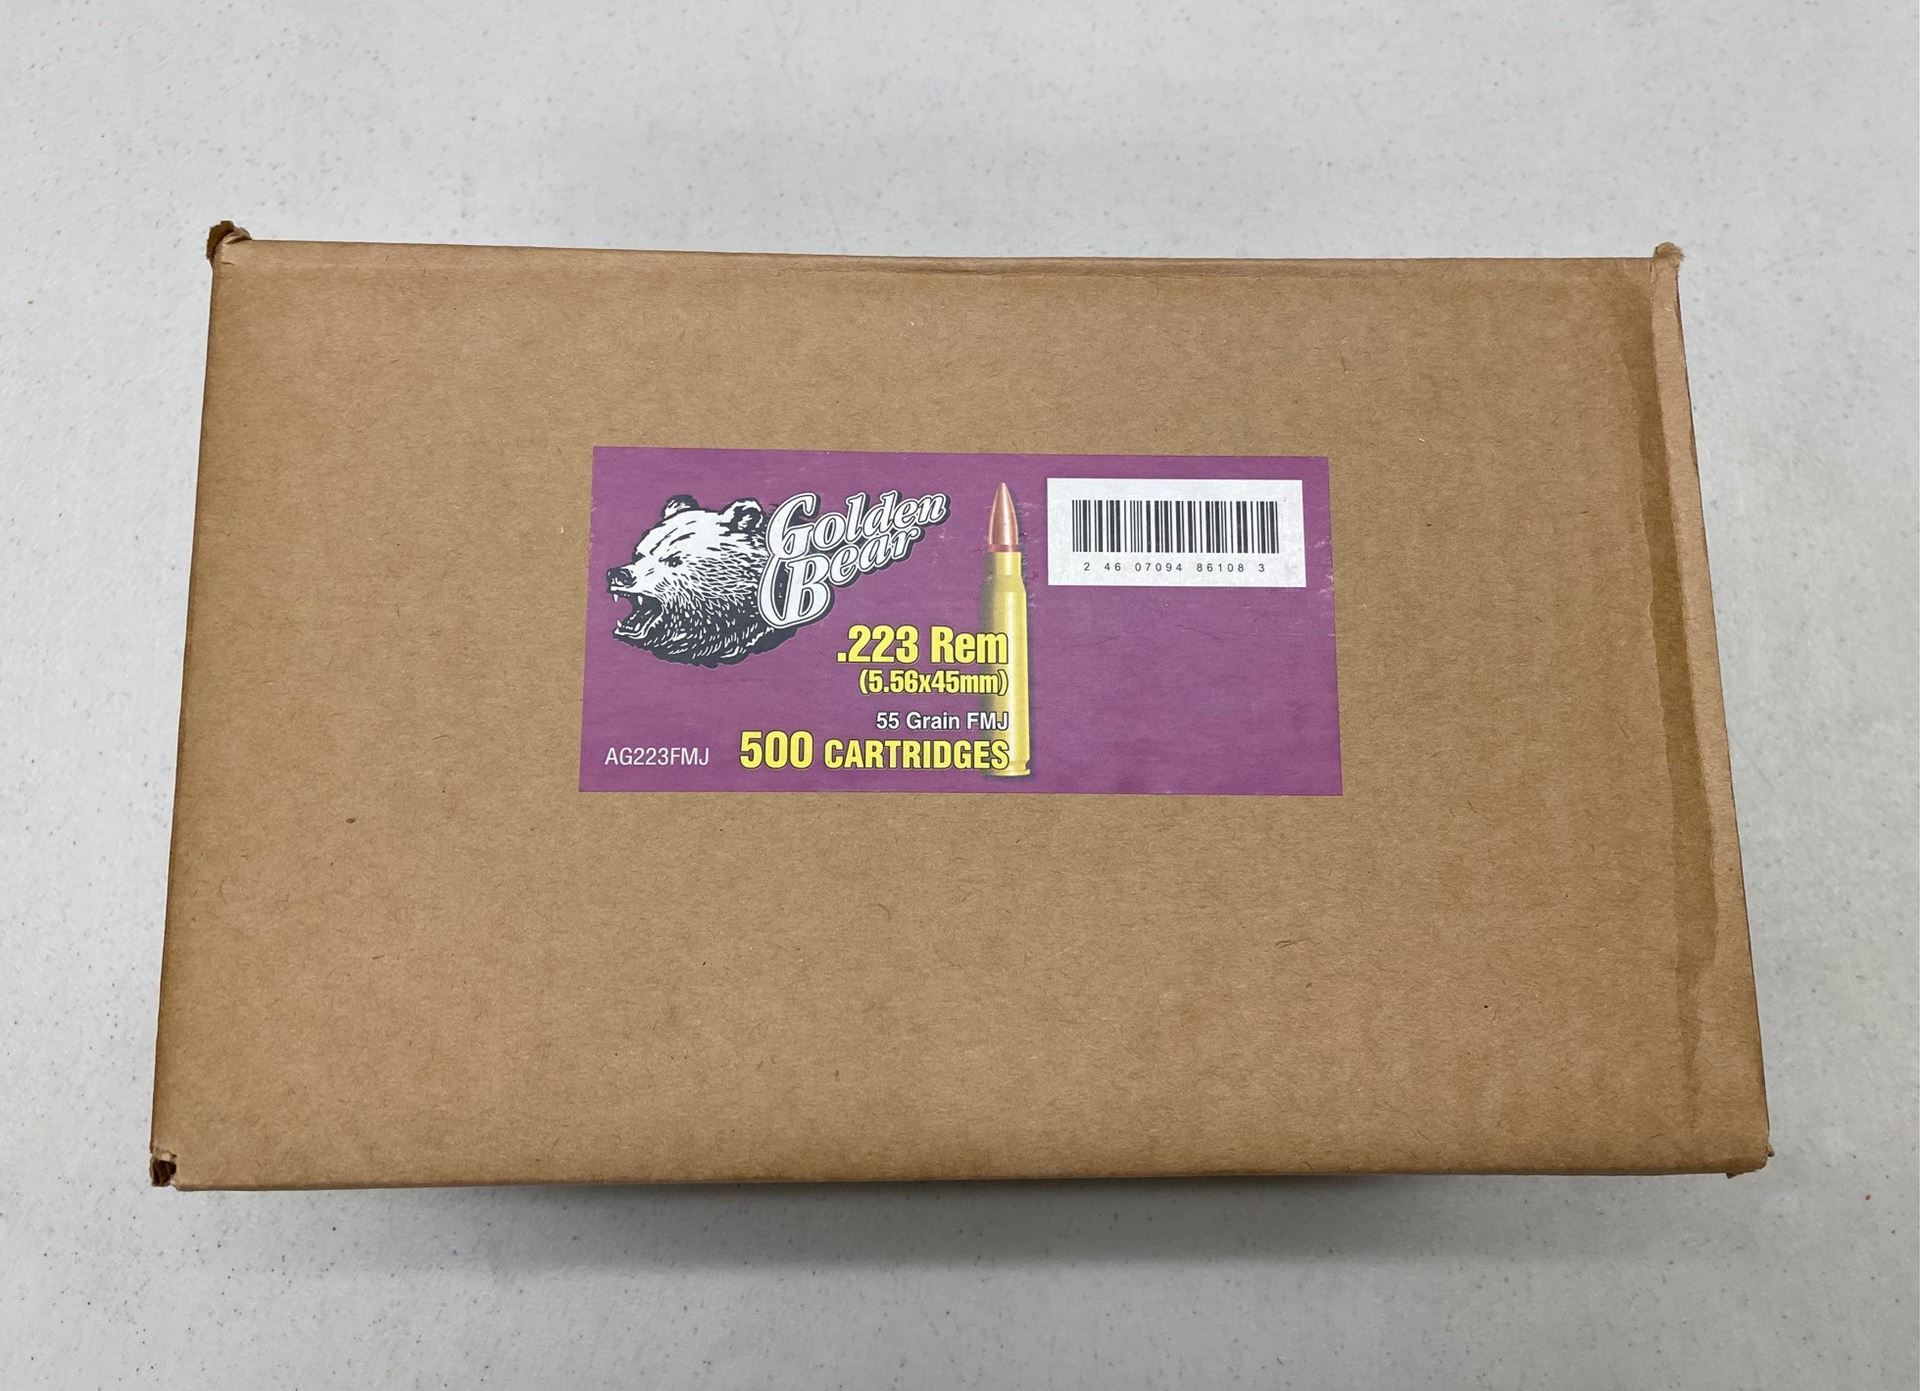 Golden
Bear
2 46 07094 86108 3
.223 Rem
(5.56x45mm)
55 Grain FMJ
AG223FMJ 500 CARTRIDGES